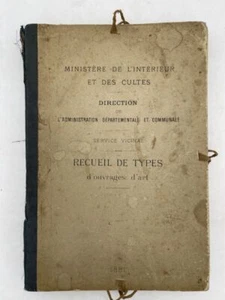 MINISTÈRE DE L'INTÉRIEUR
ET DES CULTES
DIRECTION
DE
L'ADMINISTRATION DÉPARTEMENTALE ET COMMUNALE
SERVICE VICINAL
RECUEIL DE TYPES
d'ouvrages d'art